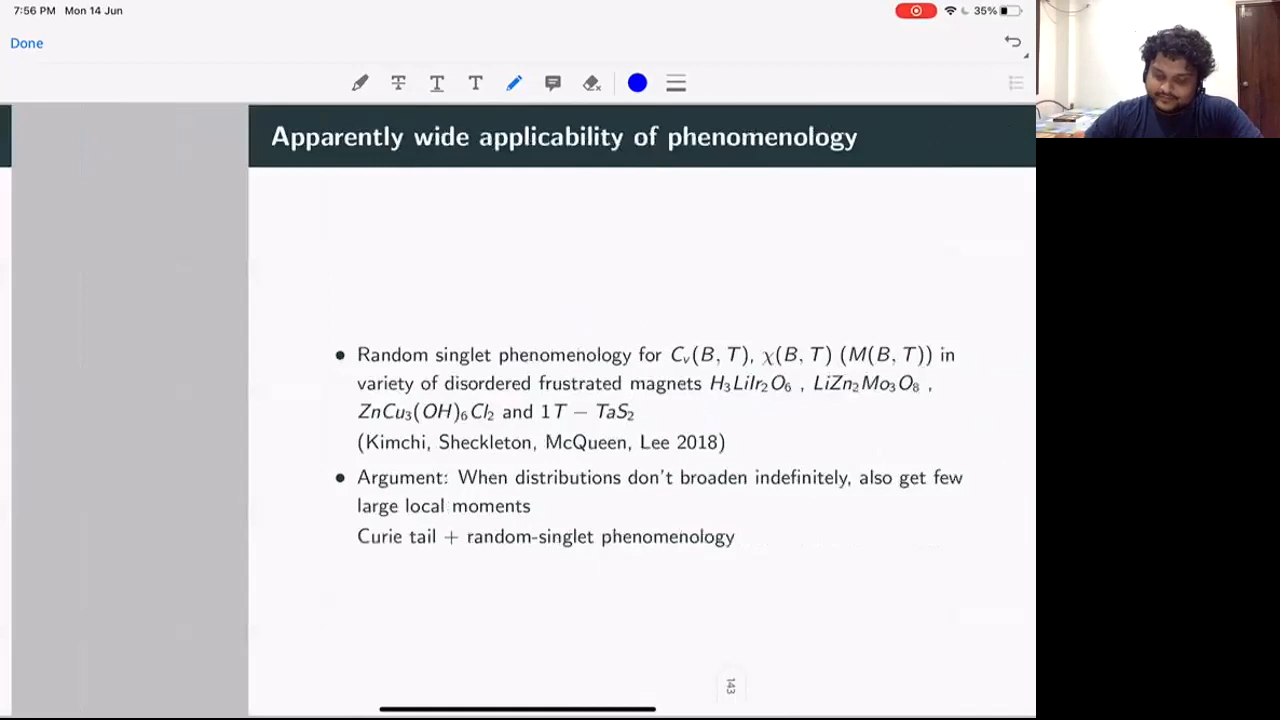 7:56 PM Mon 14 Jun
35%
Done
Apparently wide applicability of phenomenology
• Random singlet phenomenology for Cᵥ(B, T), χ(B, T) (M(B, T)) in
variety of disordered frustrated magnets H₃LiIr₂O₆ , LiZn₂Mo₃O₈ ,
ZnCu₃(OH)₆Cl₂ and 1T − TaS₂
(Kimchi, Sheckleton, McQueen, Lee 2018)
• Argument: When distributions don't broaden indefinitely, also get few
large local moments
Curie tail + random-singlet phenomenology
143